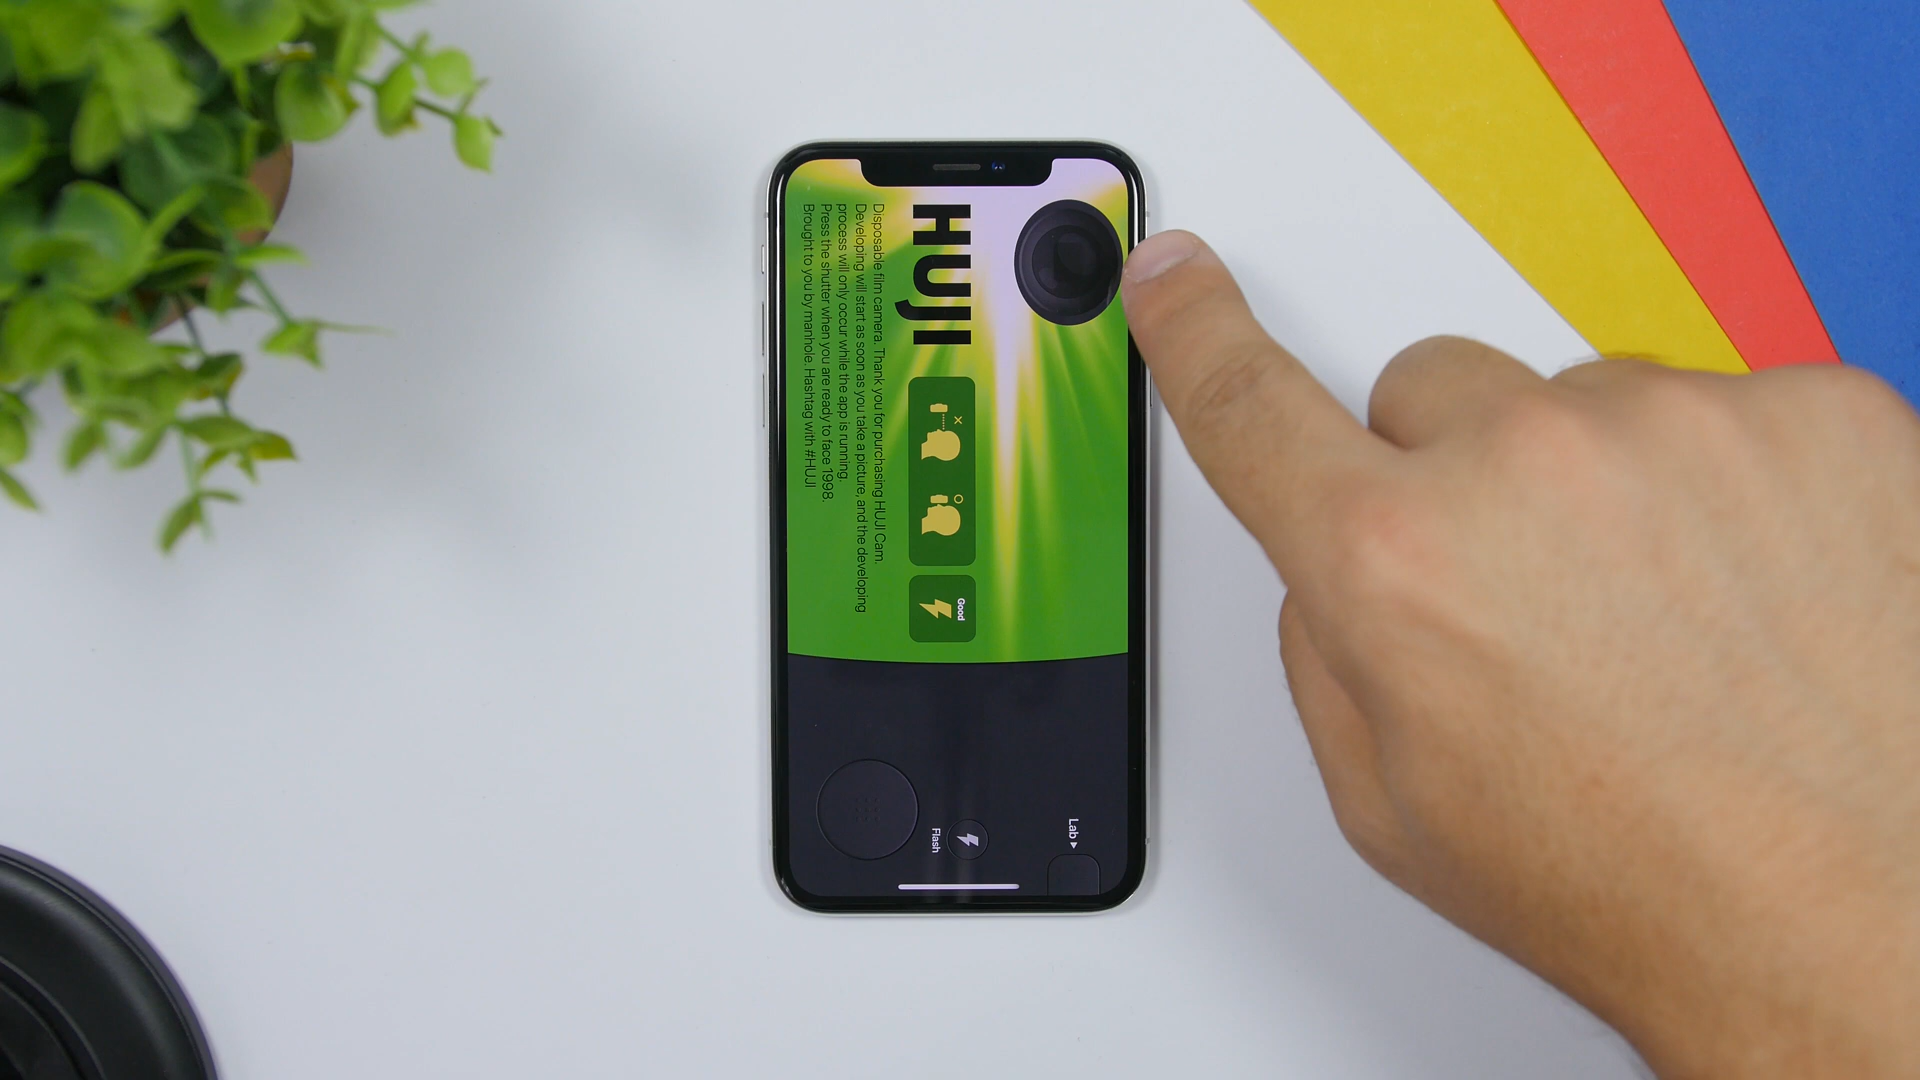 HUJI
Good
Disposable film camera. Thank you for purchasing HUJI Cam.
Developing will start as soon as you take a picture, and the developing
process will only occur while the app is running.
Press the shutter when you are ready to face 1998.
Brought to you by manhole. Hashtag with #HUJI
Lab
Flash